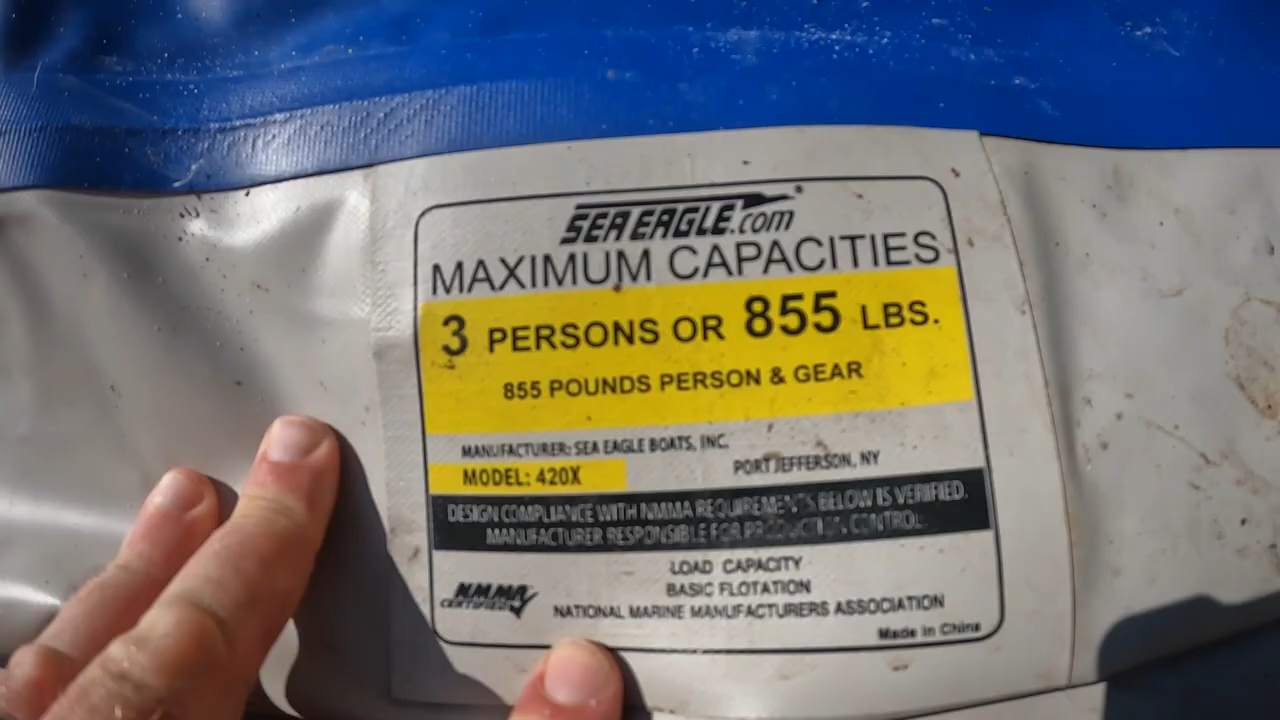 SEA EAGLE.com®
MAXIMUM CAPACITIES
3 PERSONS OR 855 LBS.
855 POUNDS PERSON & GEAR
MANUFACTURER: SEA EAGLE BOATS, INC.
MODEL: 420X
PORT JEFFERSON, NY
DESIGN COMPLIANCE WITH NMMA REQUIREMENTS BELOW IS VERIFIED.
MANUFACTURER RESPONSIBLE FOR PRODUCTION CONTROL.
LOAD CAPACITY
BASIC FLOTATION
NMMA
CERTIFIED
NATIONAL MARINE MANUFACTURERS ASSOCIATION
Made in China